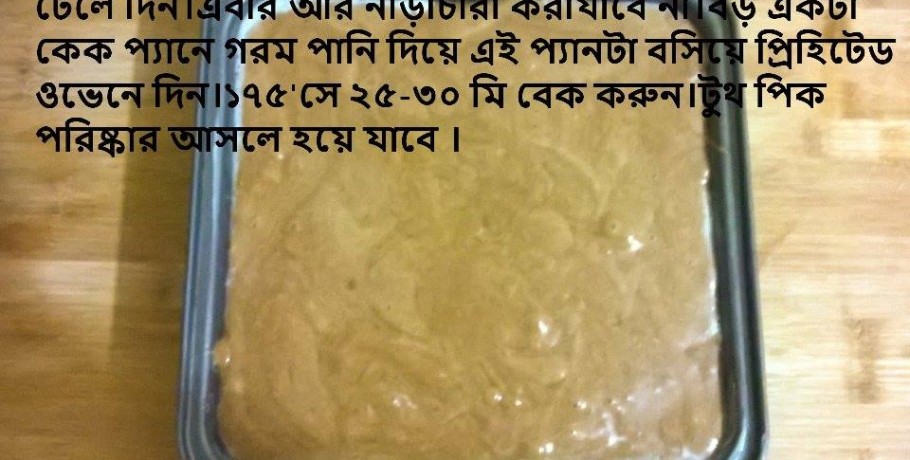 ঢেলে দিন।এবার আর নাড়াচারা করাযাবে না।বড় একটা
কেক প্যানে গরম পানি দিয়ে এই প্যানটা বসিয়ে প্রিহিটেড
ওভেনে দিন।১৭৫'সে ২৫-৩০ মি বেক করুন।টুথ পিক
পরিষ্কার আসলে হয়ে যাবে ।